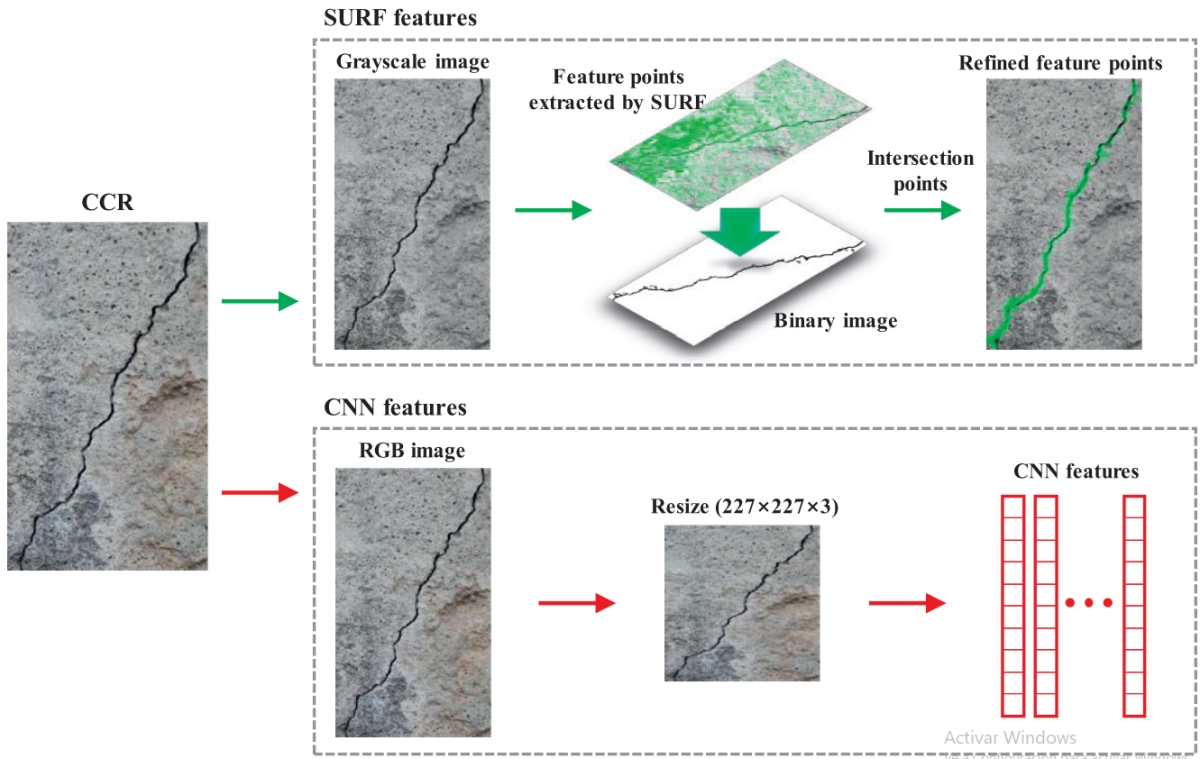 SURF features
Grayscale image
Feature points
extracted by SURF
Refined feature points
Intersection
points
Binary image
CCR
CNN features
RGB image
Resize (227×227×3)
CNN features
Activar Windows